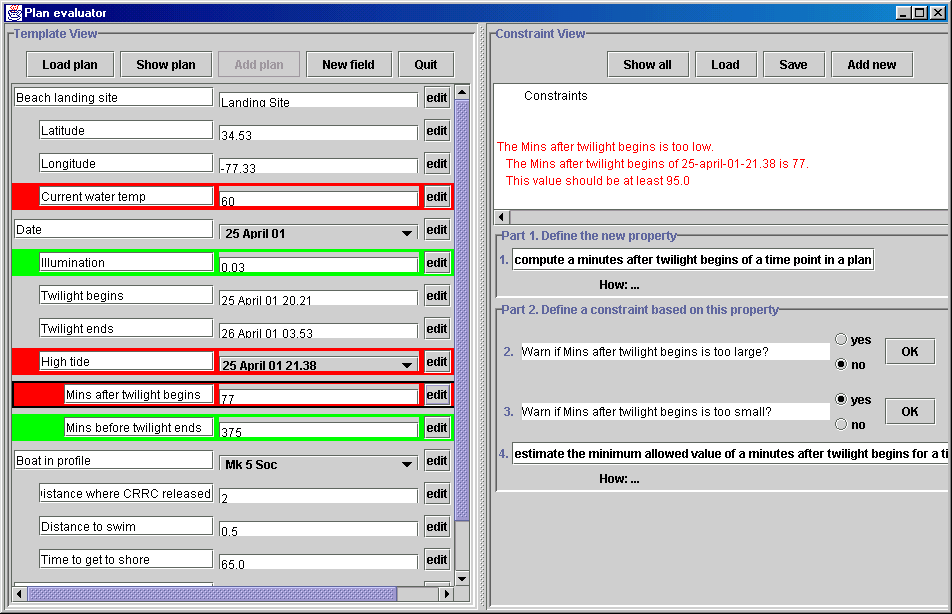 Plan evaluator
Template View
Load plan Show plan Add plan New field Quit
Beach landing site Landing Site edit
Latitude 34.53 edit
Longitude -77.33 edit
Current water temp 60 edit
Date 25 April 01 edit
Illumination 0.03 edit
Twilight begins 25 April 01 20.21 edit
Twilight ends 26 April 01 03.53 edit
High tide 25 April 01 21.38 edit
Mins after twilight begins 77 edit
Mins before twilight ends 375 edit
Boat in profile Mk 5 Soc edit
istance where CRRC released 2 edit
Distance to swim 0.5 edit
Time to get to shore 65.0 edit
Constraint View
Show all Load Save Add new
Constraints
The Mins after twilight begins is too low.
The Mins after twilight begins of 25-april-01-21.38 is 77.
This value should be at least 95.0
Part 1. Define the new property
1. compute a minutes after twilight begins of a time point in a plan
How: ...
Part 2. Define a constraint based on this property
2. Warn if Mins after twilight begins is too large? yes no OK
3. Warn if Mins after twilight begins is too small? yes no OK
4. estimate the minimum allowed value of a minutes after twilight begins for a ti
How: ...